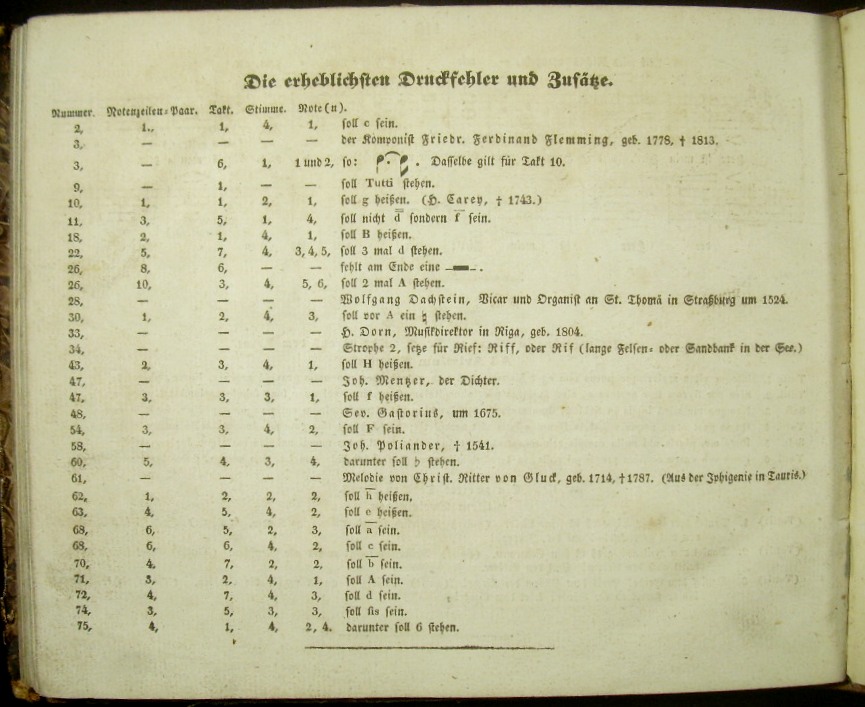 Die erheblichsten Druckfehler und Zusätze.
Nummer. Notenzeilen-Paar. Takt. Stimme. Note(n).
2, 1., 1, 4, 1, soll c sein.
3, — — — — der Komponist Friedr. Ferdinand Flemming, geb. 1778, † 1813.
3, — 6, 1, 1 und 2, so: . Dasselbe gilt für Takt 10.
9, — 1, — — soll Tutti stehen.
10, 1, 1, 2, 1, soll g heißen. (H. Carey, † 1743.)
11, 3, 5, 1, 4, soll nicht d̿ sondern f̅ sein.
18, 2, 1, 4, 1, soll B heißen.
22, 5, 7, 4, 3, 4, 5, soll 3 mal d stehen.
26, 8, 6, — — fehlt am Ende eine .
26, 10, 3, 4, 5, 6, soll 2 mal A stehen.
28, — — — — Wolfgang Dachstein, Vicar und Organist an St. Thomä in Straßburg um 1524.
30, 1, 2, 4, 3, soll vor A ein ♮ stehen.
33, — — — — H. Dorn, Musikdirektor in Riga, geb. 1804.
34, — — — — Strophe 2, setze für Rief: Riff, oder Rif (lange Felsen- oder Sandbank in der See.)
43, 2, 3, 4, 1, soll H heißen.
47, — — — — Joh. Mentzer, der Dichter.
47, 3, 3, 3, 1, soll f heißen.
48, — — — — Sev. Gastorius, um 1675.
54, 3, 3, 4, 2, soll F sein.
58, — — — — Joh. Poliander, † 1541.
60, 5, 4, 3, 4, darunter soll ♭ stehen.
61, — — — — Melodie von Christ. Ritter von Gluck, geb. 1714, † 1787. (Aus der Iphigenie in Tauris.)
62, 1, 2, 2, 2, soll h̅ heißen,
63, 4, 5, 4, 2, soll e heißen.
68, 6, 5, 2, 3, soll a̅ sein.
68, 6, 6, 4, 2, soll c sein.
70, 4, 7, 2, 2, soll b̅ sein.
71, 3, 2, 4, 1, soll A sein.
72, 4, 7, 4, 3, soll d sein.
74, 3, 5, 3, 3, soll fis sein.
75, 4, 1, 4, 2, 4. darunter soll 6 stehen.